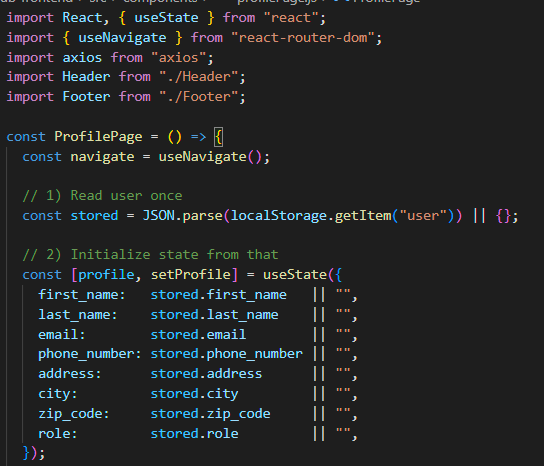 import React, { useState } from "react";
import { useNavigate } from "react-router-dom";
import axios from "axios";
import Header from "./Header";
import Footer from "./Footer";

const ProfilePage = () => {
  const navigate = useNavigate();

  // 1) Read user once
  const stored = JSON.parse(localStorage.getItem("user")) || {};

  // 2) Initialize state from that
  const [profile, setProfile] = useState({
    first_name:   stored.first_name   || "",
    last_name:    stored.last_name    || "",
    email:        stored.email        || "",
    phone_number: stored.phone_number || "",
    address:      stored.address      || "",
    city:         stored.city         || "",
    zip_code:     stored.zip_code     || "",
    role:         stored.role         || "",
  });